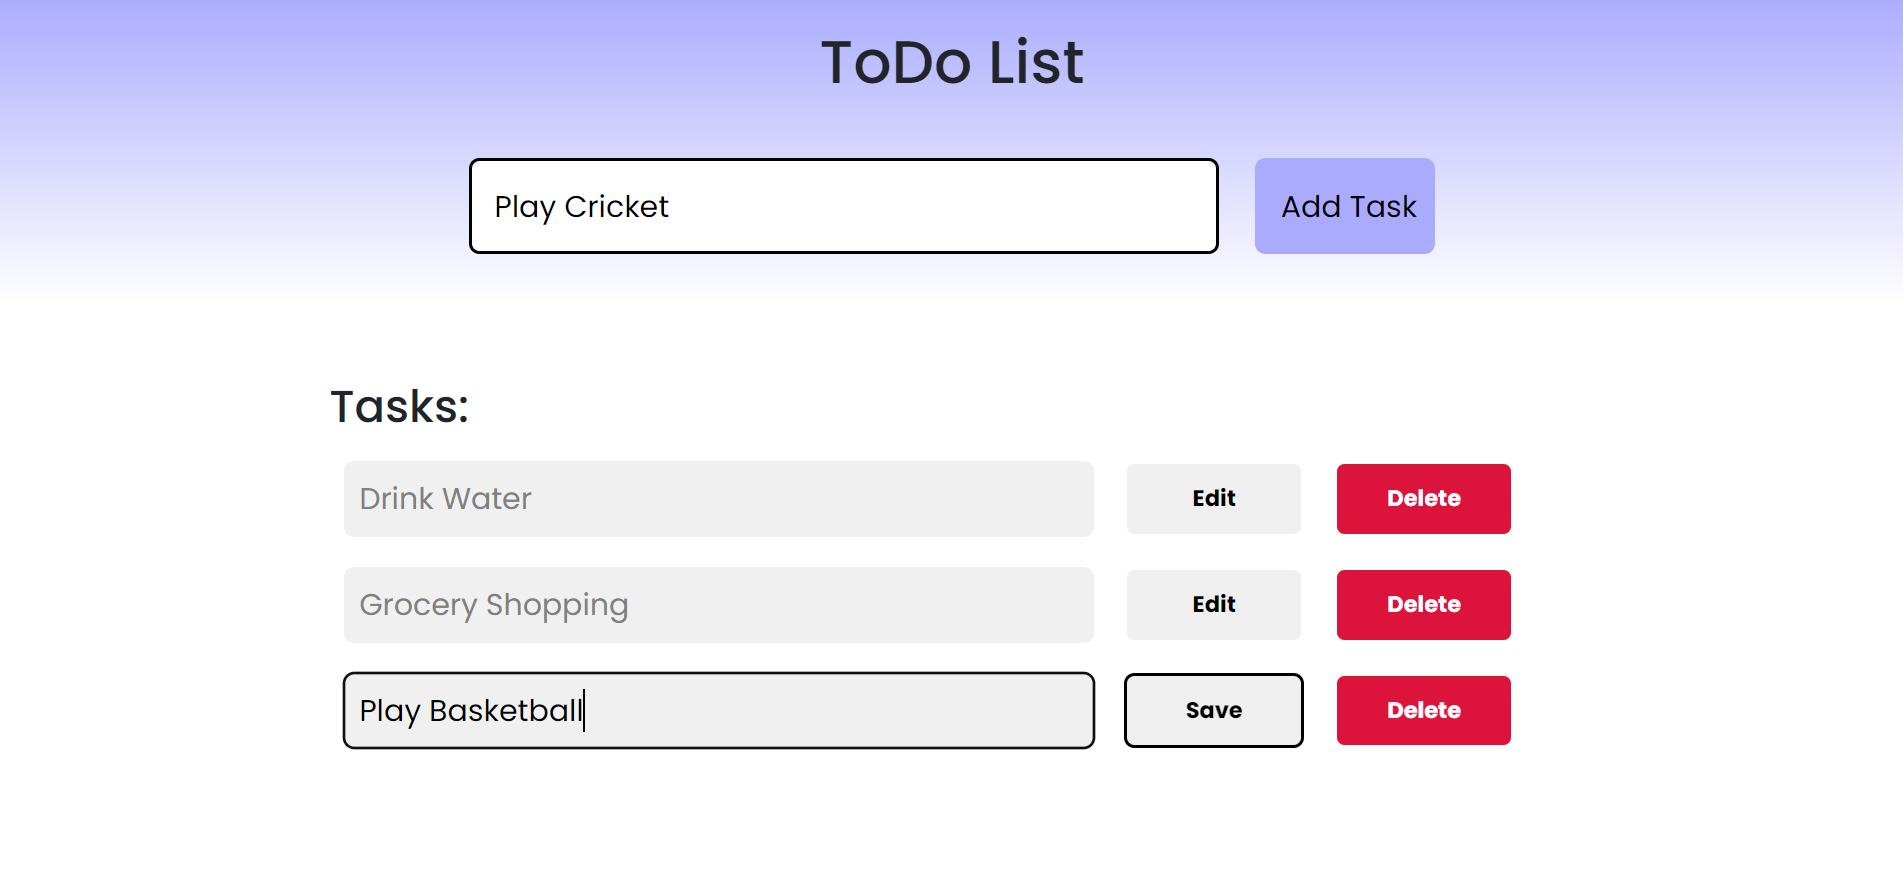 ToDo List
Play Cricket Add Task
Tasks:
Drink Water Edit Delete
Grocery Shopping Edit Delete
Play Basketball Save Delete